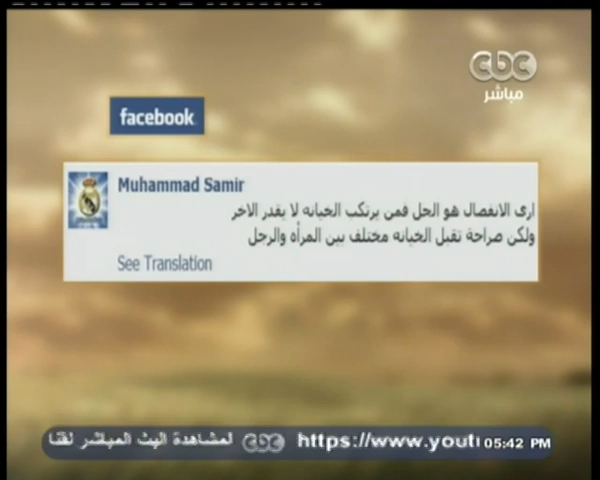 cbc
مباشر
facebook
Muhammad Samir
ارى الانفصال هو الحل فمن يرتكب الخيانه لا يقدر الاخر
ولكن صراحة تقبل الخيانه مختلف بين المرأه والرجل
See Translation
لمشاهدة البث المباشر لقنا cbc https://www.yout 05:42 PM